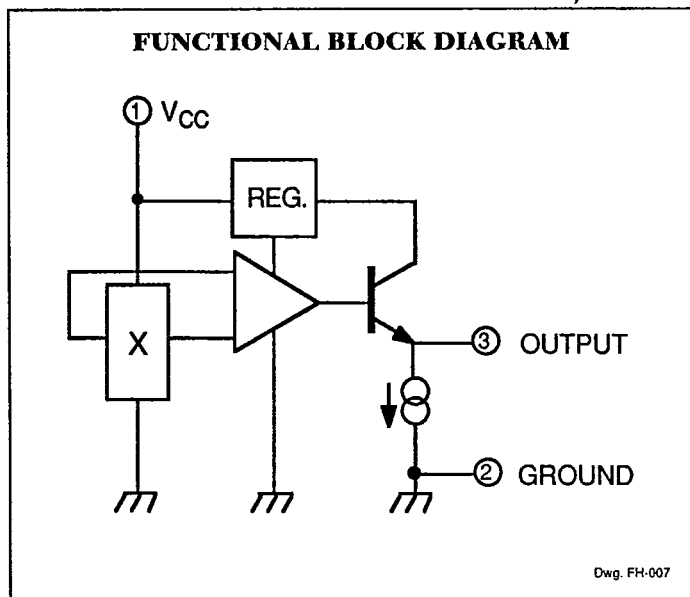 FUNCTIONAL BLOCK DIAGRAM
1 VCC
REG.
X
3 OUTPUT
2 GROUND
Dwg. FH-007